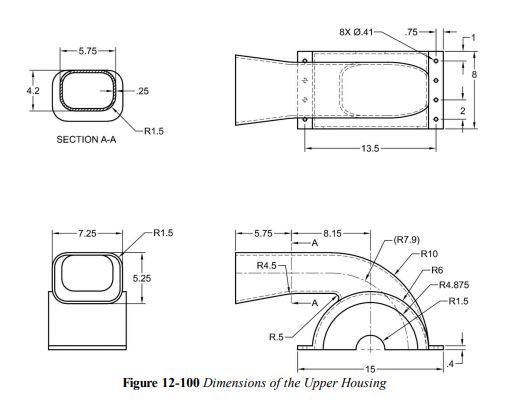 8X Ø.41
.75
1
5.75
4.2
.25
8
R1.5
2
SECTION A-A
13.5
7.25
R1.5
5.75
8.15
A
(R7.9)
R10
R4.5
R6
5.25
R4.875
A
R1.5
R.5
15
.4
Figure 12-100 Dimensions of the Upper Housing